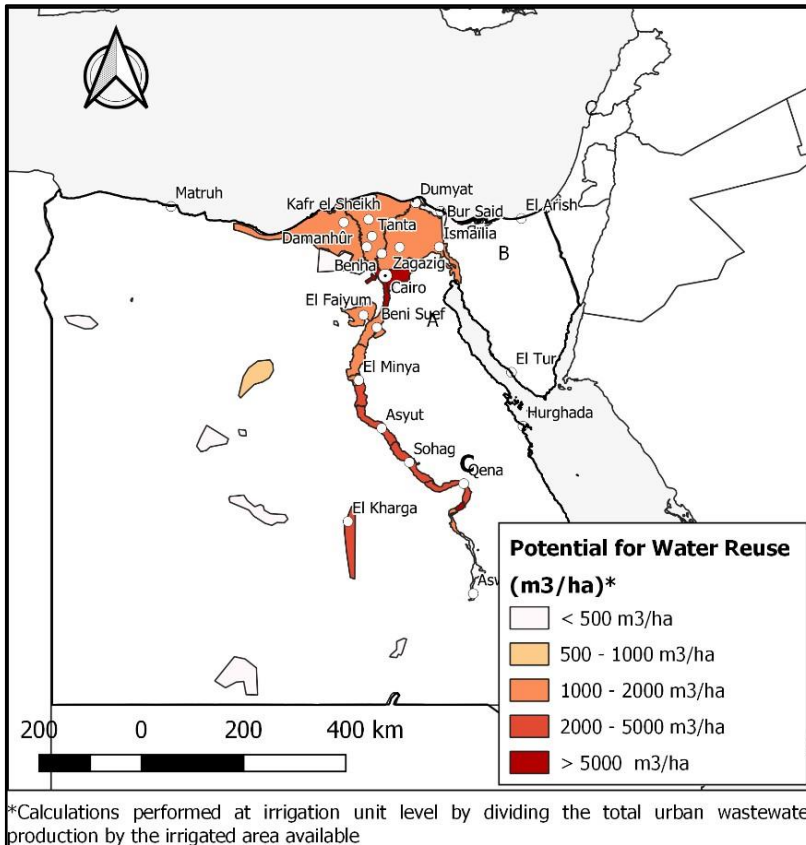 Matruh
Kafr el Sheikh
Dumyat
Tanta
Bur Said
El Arish
Damanhûr
Ismailia
B
Benha
Zagazig
Cairo
El Faiyum
Beni Suef
A
El Minya
El Tur
Hurghada
Asyut
Sohag
C
Qena
El Kharga
Asw
Potential for Water Reuse
(m3/ha)*
< 500 m3/ha
500 - 1000 m3/ha
1000 - 2000 m3/ha
2000 - 5000 m3/ha
> 5000 m3/ha
200 0 200 400 km
*Calculations performed at irrigation unit level by dividing the total urban wastewate
production by the irrigated area available